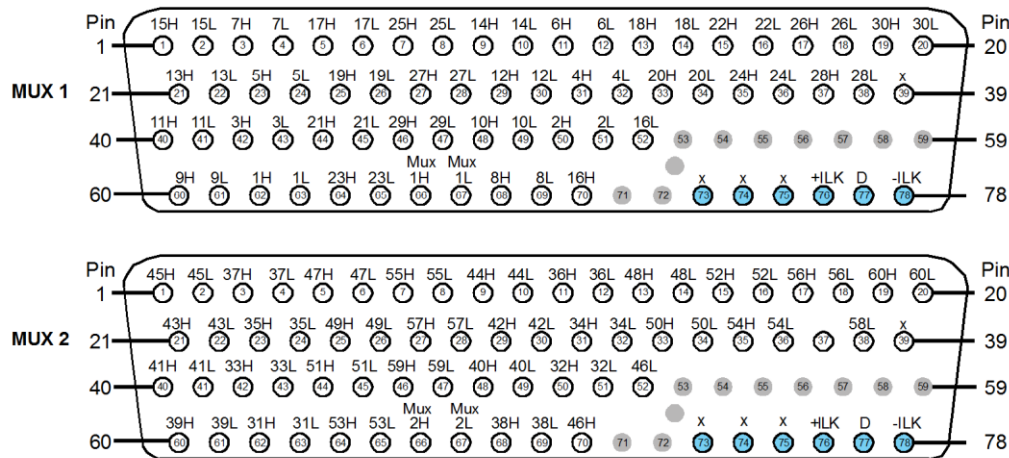 Pin 15H 15L 7H 7L 17H 17L 25H 25L 14H 14L 6H 6L 18H 18L 22H 22L 26H 26L 30H 30L Pin
1 1 2 3 4 5 6 7 8 9 10 11 12 13 14 15 16 17 18 19 20 20
13H 13L 5H 5L 19H 19L 27H 27L 12H 12L 4H 4L 20H 20L 24H 24L 28H 28L x
MUX 1 21 21 22 23 24 25 26 27 28 29 30 31 32 33 34 35 36 37 38 39 39
11H 11L 3H 3L 21H 21L 29H 29L 10H 10L 2H 2L 16L
40 40 41 42 43 44 45 46 47 48 49 50 51 52 53 54 55 56 57 58 59 59
Mux Mux
9H 9L 1H 1L 23H 23L 1H 1L 8H 8L 16H x x x +ILK D -ILK
60 60 61 62 63 64 65 66 67 68 69 70 71 72 73 74 75 76 77 78 78
Pin 45H 45L 37H 37L 47H 47L 55H 55L 44H 44L 36H 36L 48H 48L 52H 52L 56H 56L 60H 60L Pin
1 1 2 3 4 5 6 7 8 9 10 11 12 13 14 15 16 17 18 19 20 20
43H 43L 35H 35L 49H 49L 57H 57L 42H 42L 34H 34L 50H 50L 54H 54L 58L x
MUX 2 21 21 22 23 24 25 26 27 28 29 30 31 32 33 34 35 36 37 38 39 39
41H 41L 33H 33L 51H 51L 59H 59L 40H 40L 32H 32L 46L
40 40 41 42 43 44 45 46 47 48 49 50 51 52 53 54 55 56 57 58 59 59
Mux Mux
39H 39L 31H 31L 53H 53L 2H 2L 38H 38L 46H x x x +ILK D -ILK
60 60 61 62 63 64 65 66 67 68 69 70 71 72 73 74 75 76 77 78 78